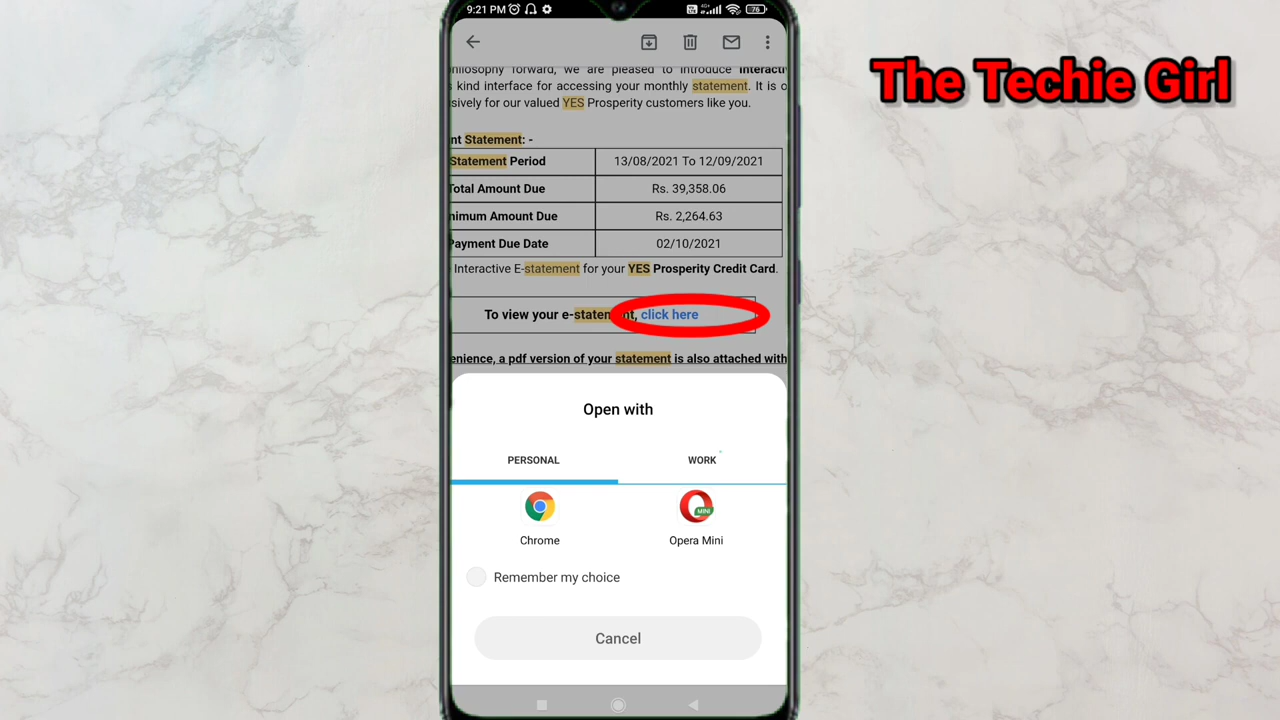 9:21 PM 4G+ 76
The Techie Girl
philosophy forward, we are pleased to introduce Interacti
kind interface for accessing your monthly statement. It is o
sively for our valued YES Prosperity customers like you.
nt Statement: -
Statement Period 13/08/2021 To 12/09/2021
Total Amount Due Rs. 39,358.06
nimum Amount Due Rs. 2,264.63
Payment Due Date 02/10/2021
Interactive E-statement for your YES Prosperity Credit Card.
To view your e-statement, click here
enience, a pdf version of your statement is also attached with
Open with
PERSONAL WORK
MINI
Chrome Opera Mini
Remember my choice
Cancel